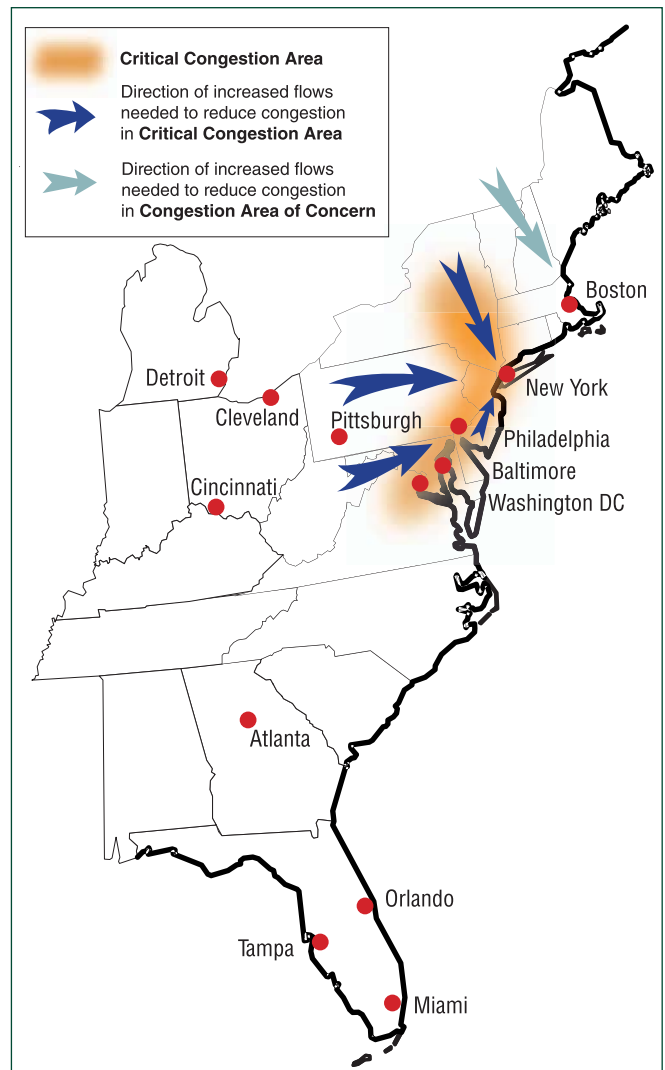 Critical Congestion Area
Direction of increased flows
needed to reduce congestion
in Critical Congestion Area
Direction of increased flows
needed to reduce congestion
in Congestion Area of Concern
Boston
Detroit
New York
Cleveland
Pittsburgh
Philadelphia
Baltimore
Cincinnati
Washington DC
Atlanta
Orlando
Tampa
Miami